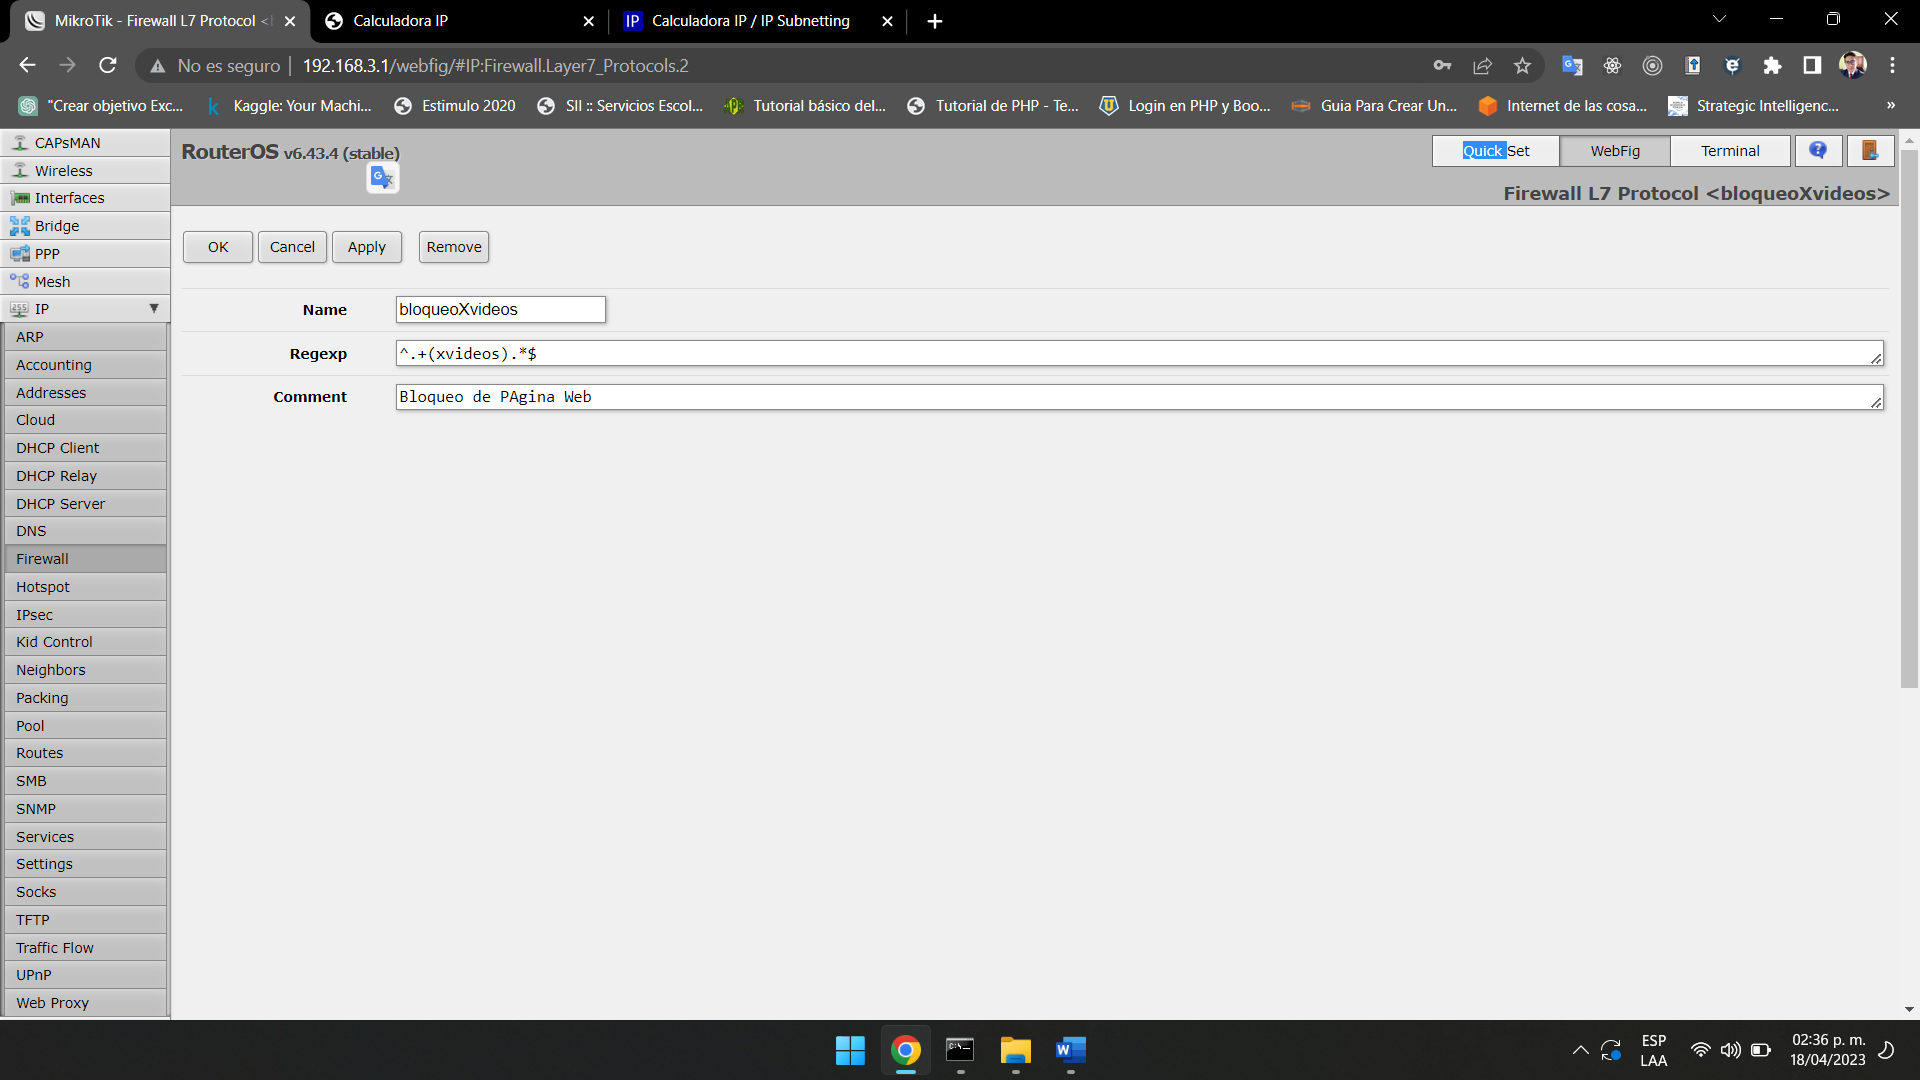 MikroTik - Firewall L7 Protocol <
Calculadora IP
IP Calculadora IP / IP Subnetting
No es seguro 192.168.3.1/webfig/#IP:Firewall.Layer7_Protocols.2
"Crear objetivo Exc...
Kaggle: Your Machi...
Estimulo 2020
SII :: Servicios Escol...
Tutorial básico del...
Tutorial de PHP - Te...
Login en PHP y Boo...
Guia Para Crear Un...
Internet de las cosa...
Strategic Intelligenc...
»
CAPsMAN
Wireless
Interfaces
Bridge
PPP
Mesh
IP
ARP
Accounting
Addresses
Cloud
DHCP Client
DHCP Relay
DHCP Server
DNS
Firewall
Hotspot
IPsec
Kid Control
Neighbors
Packing
Pool
Routes
SMB
SNMP
Services
Settings
Socks
TFTP
Traffic Flow
UPnP
Web Proxy
RouterOS v6.43.4 (stable)
Quick Set
WebFig
Terminal
Firewall L7 Protocol <bloqueoXvideos>
OK
Cancel
Apply
Remove
Name bloqueoXvideos
Regexp ^.+(xvideos).*$
Comment Bloqueo de PAgina Web
ESP
LAA
02:36 p. m.
18/04/2023